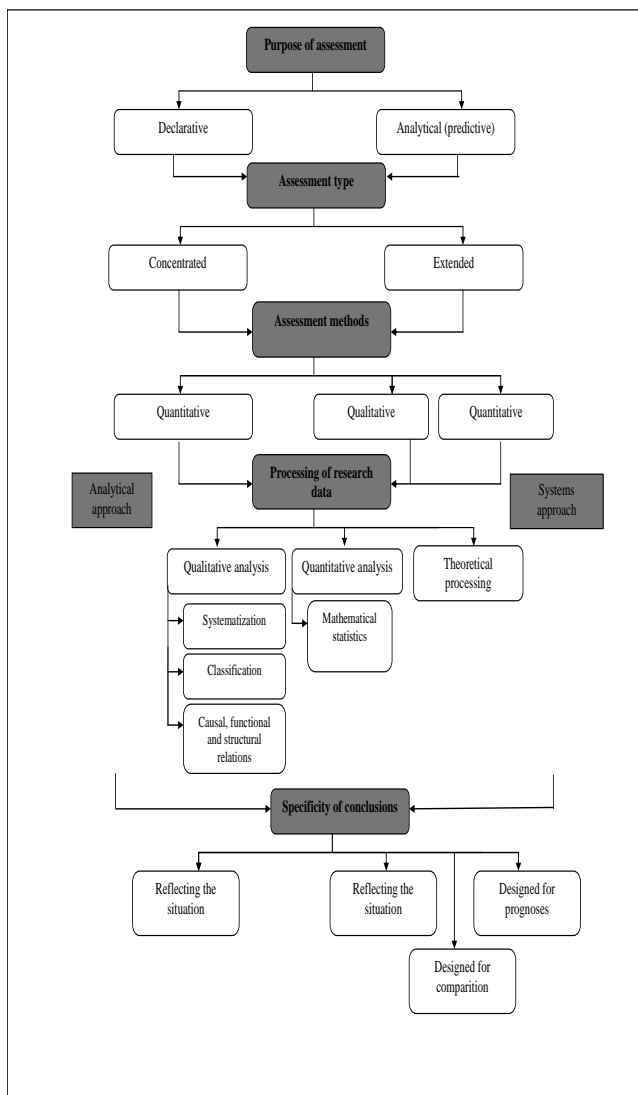 Purpose of assessment
Declarative
Analytical (predictive)
Assessment type
Concentrated
Extended
Assessment methods
Quantitative
Qualitative
Quantitative
Analytical
approach
Processing of research
data
Systems
approach
Qualitative analysis
Quantitative analysis
Theoretical
processing
Systematization
Mathematical
statistics
Classification
Causal, functional
and structural
relations
Specificity of conclusions
Reflecting the
situation
Reflecting the
situation
Designed for
prognoses
Designed for
comparition